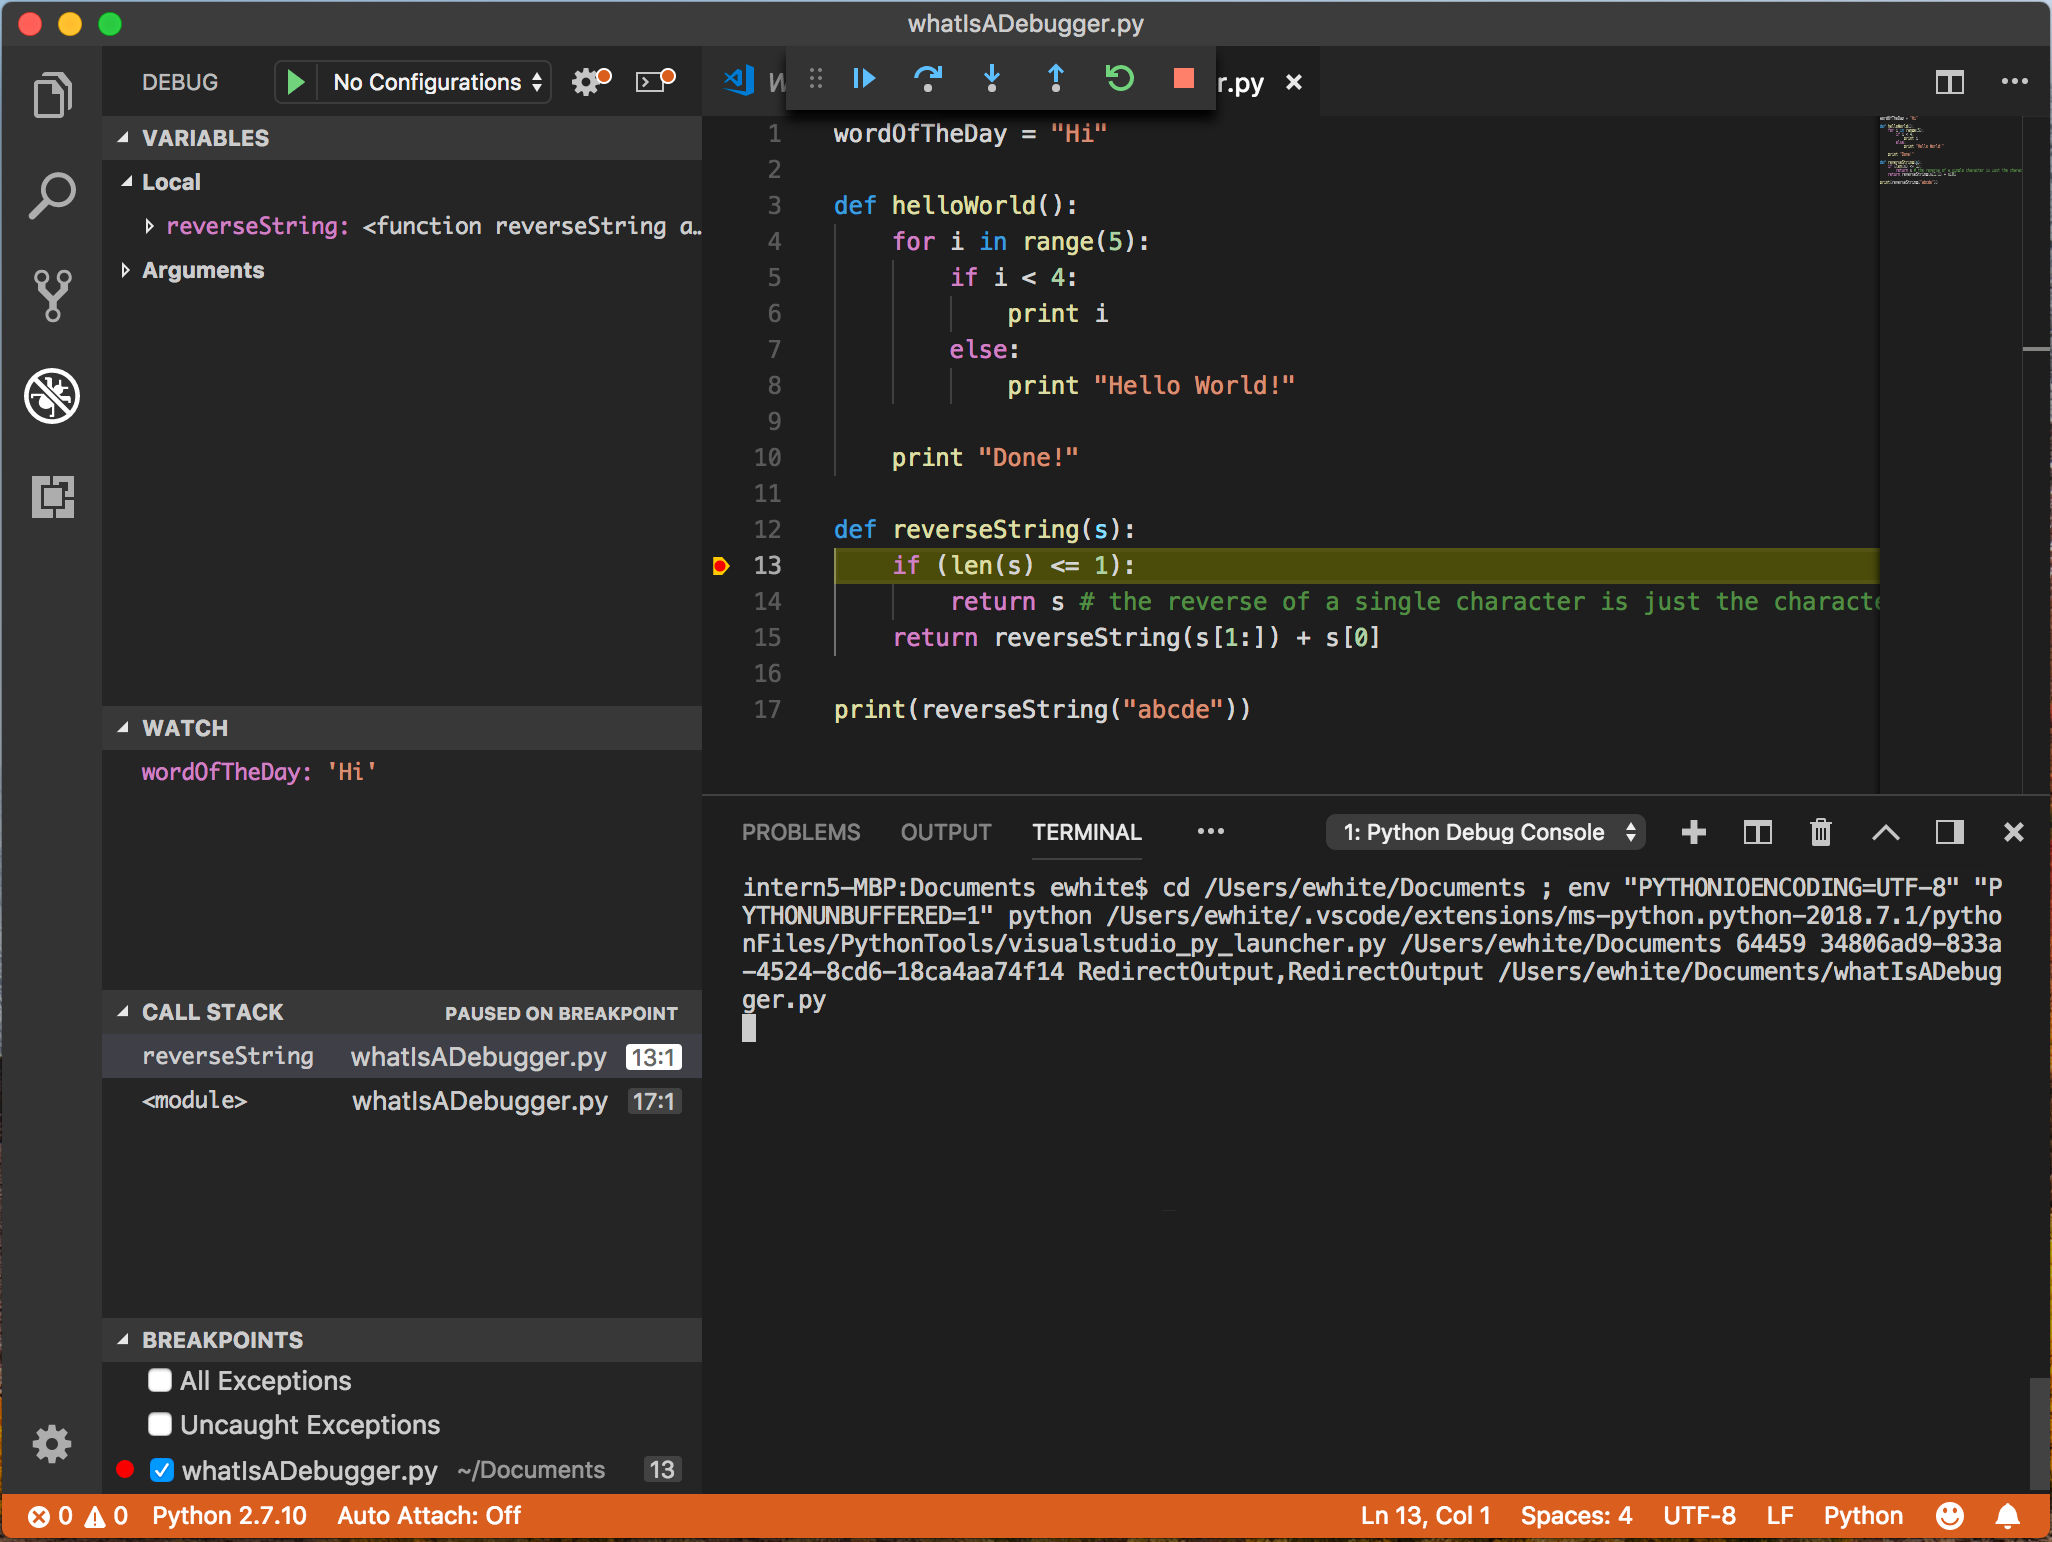 whatIsADebugger.py
DEBUG No Configurations
r.py
VARIABLES
Local
reverseString: <function reverseString a…
Arguments
WATCH
wordOfTheDay: 'Hi'
CALL STACK PAUSED ON BREAKPOINT
reverseString whatIsADebugger.py 13:1
<module> whatIsADebugger.py 17:1
BREAKPOINTS
All Exceptions
Uncaught Exceptions
whatIsADebugger.py ~/Documents 13
1 wordOfTheDay = "Hi"
2
3 def helloWorld():
4 for i in range(5):
5 if i < 4:
6 print i
7 else:
8 print "Hello World!"
9
10 print "Done!"
11
12 def reverseString(s):
13 if (len(s) <= 1):
14 return s # the reverse of a single character is just the characte
15 return reverseString(s[1:]) + s[0]
16
17 print(reverseString("abcde"))
PROBLEMS OUTPUT TERMINAL 1: Python Debug Console
intern5-MBP:Documents ewhite$ cd /Users/ewhite/Documents ; env "PYTHONIOENCODING=UTF-8" "P
YTHONUNBUFFERED=1" python /Users/ewhite/.vscode/extensions/ms-python.python-2018.7.1/pytho
nFiles/PythonTools/visualstudio_py_launcher.py /Users/ewhite/Documents 64459 34806ad9-833a
-4524-8cd6-18ca4aa74f14 RedirectOutput,RedirectOutput /Users/ewhite/Documents/whatIsADebug
ger.py
0 0 Python 2.7.10 Auto Attach: Off Ln 13, Col 1 Spaces: 4 UTF-8 LF Python